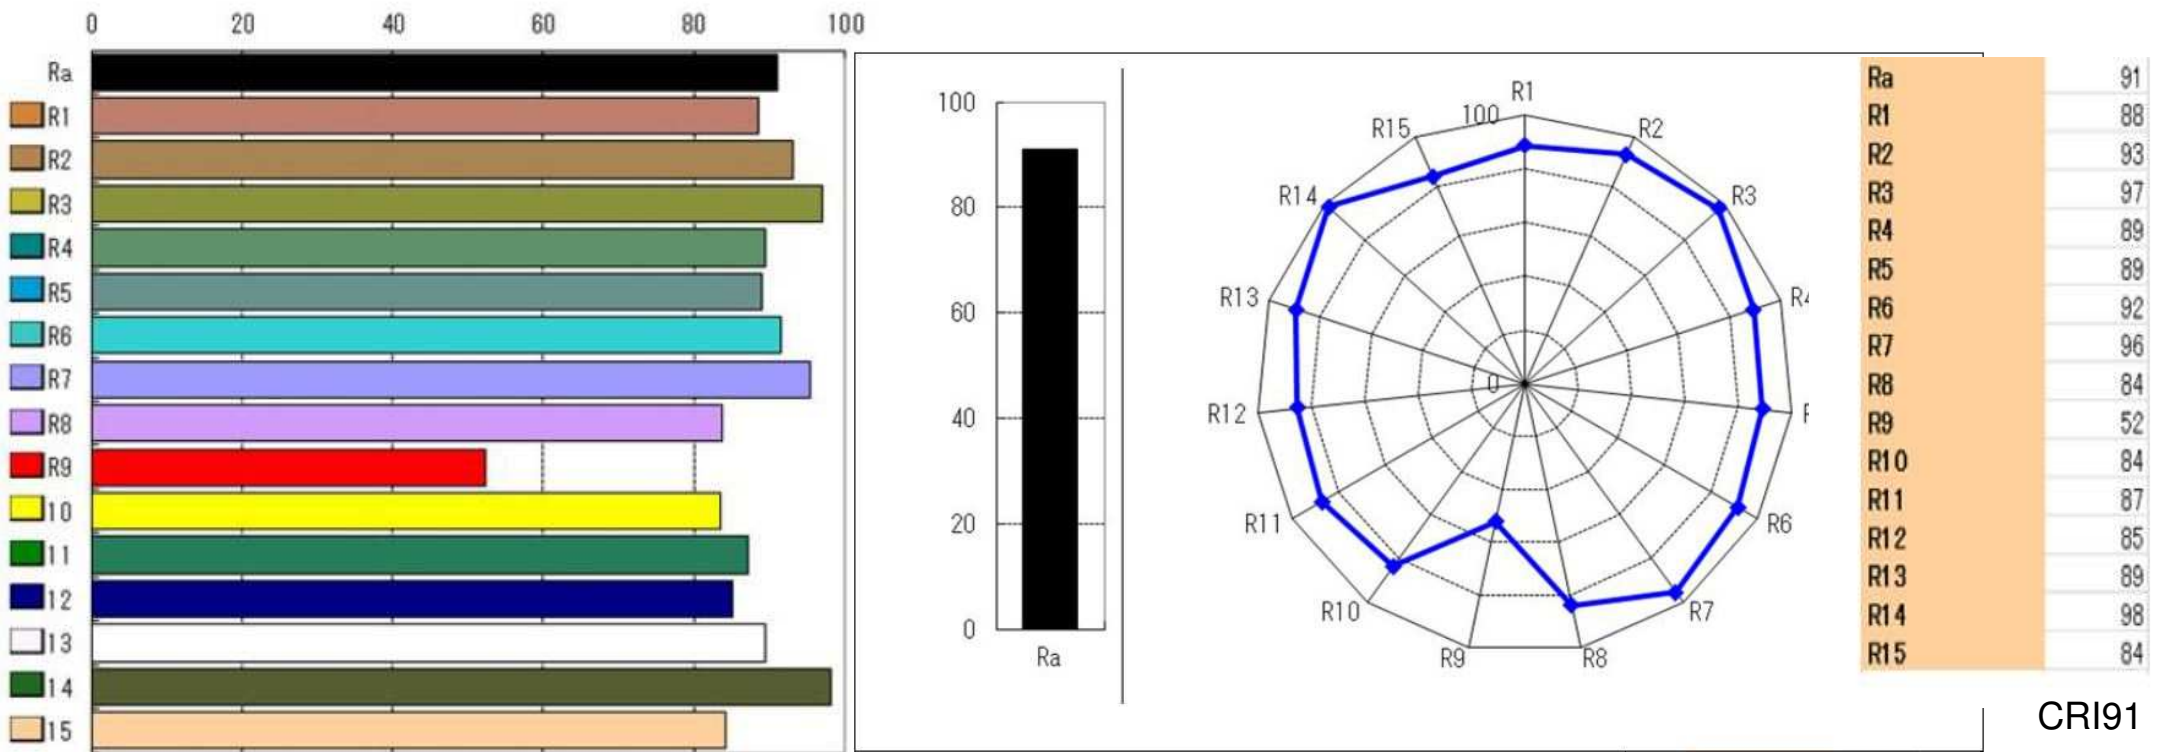 0 20 40 60 80 100
Ra
R1
R2
R3
R4
R5
R6
R7
R8
R9
10
11
12
13
14
15
100
80
60
40
20
0
Ra
R1
100
R2
R3
R4
R6
R7
R8
R9
R10
R11
R12
R13
R14
R15
0
Ra 91
R1 88
R2 93
R3 97
R4 89
R5 89
R6 92
R7 96
R8 84
R9 52
R10 84
R11 87
R12 85
R13 89
R14 98
R15 84
CRI91